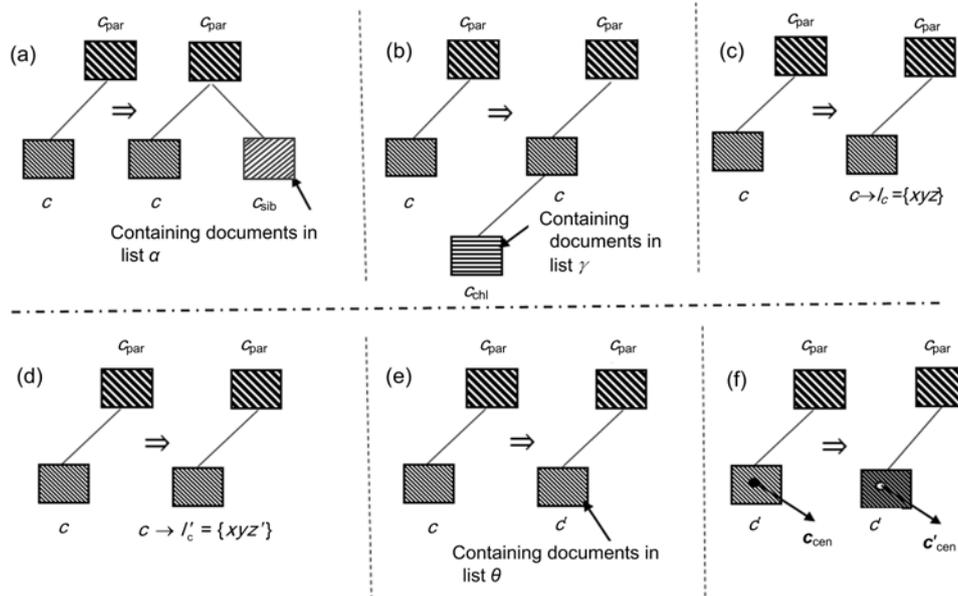 (a)
c_par c_par
⇒
c c c_sib
Containing documents in
list α
(b)
c_par c_par
⇒
c c
Containing
documents in
list γ
c_chl
(c)
c_par c_par
⇒
c c→l_c ={xyz}
(d)
c_par c_par
⇒
c c → l′_c = {xyz′}
(e)
c_par c_par
⇒
c c′
Containing documents in
list θ
(f)
c_par c_par
⇒
c′ c′
c_cen c′_cen